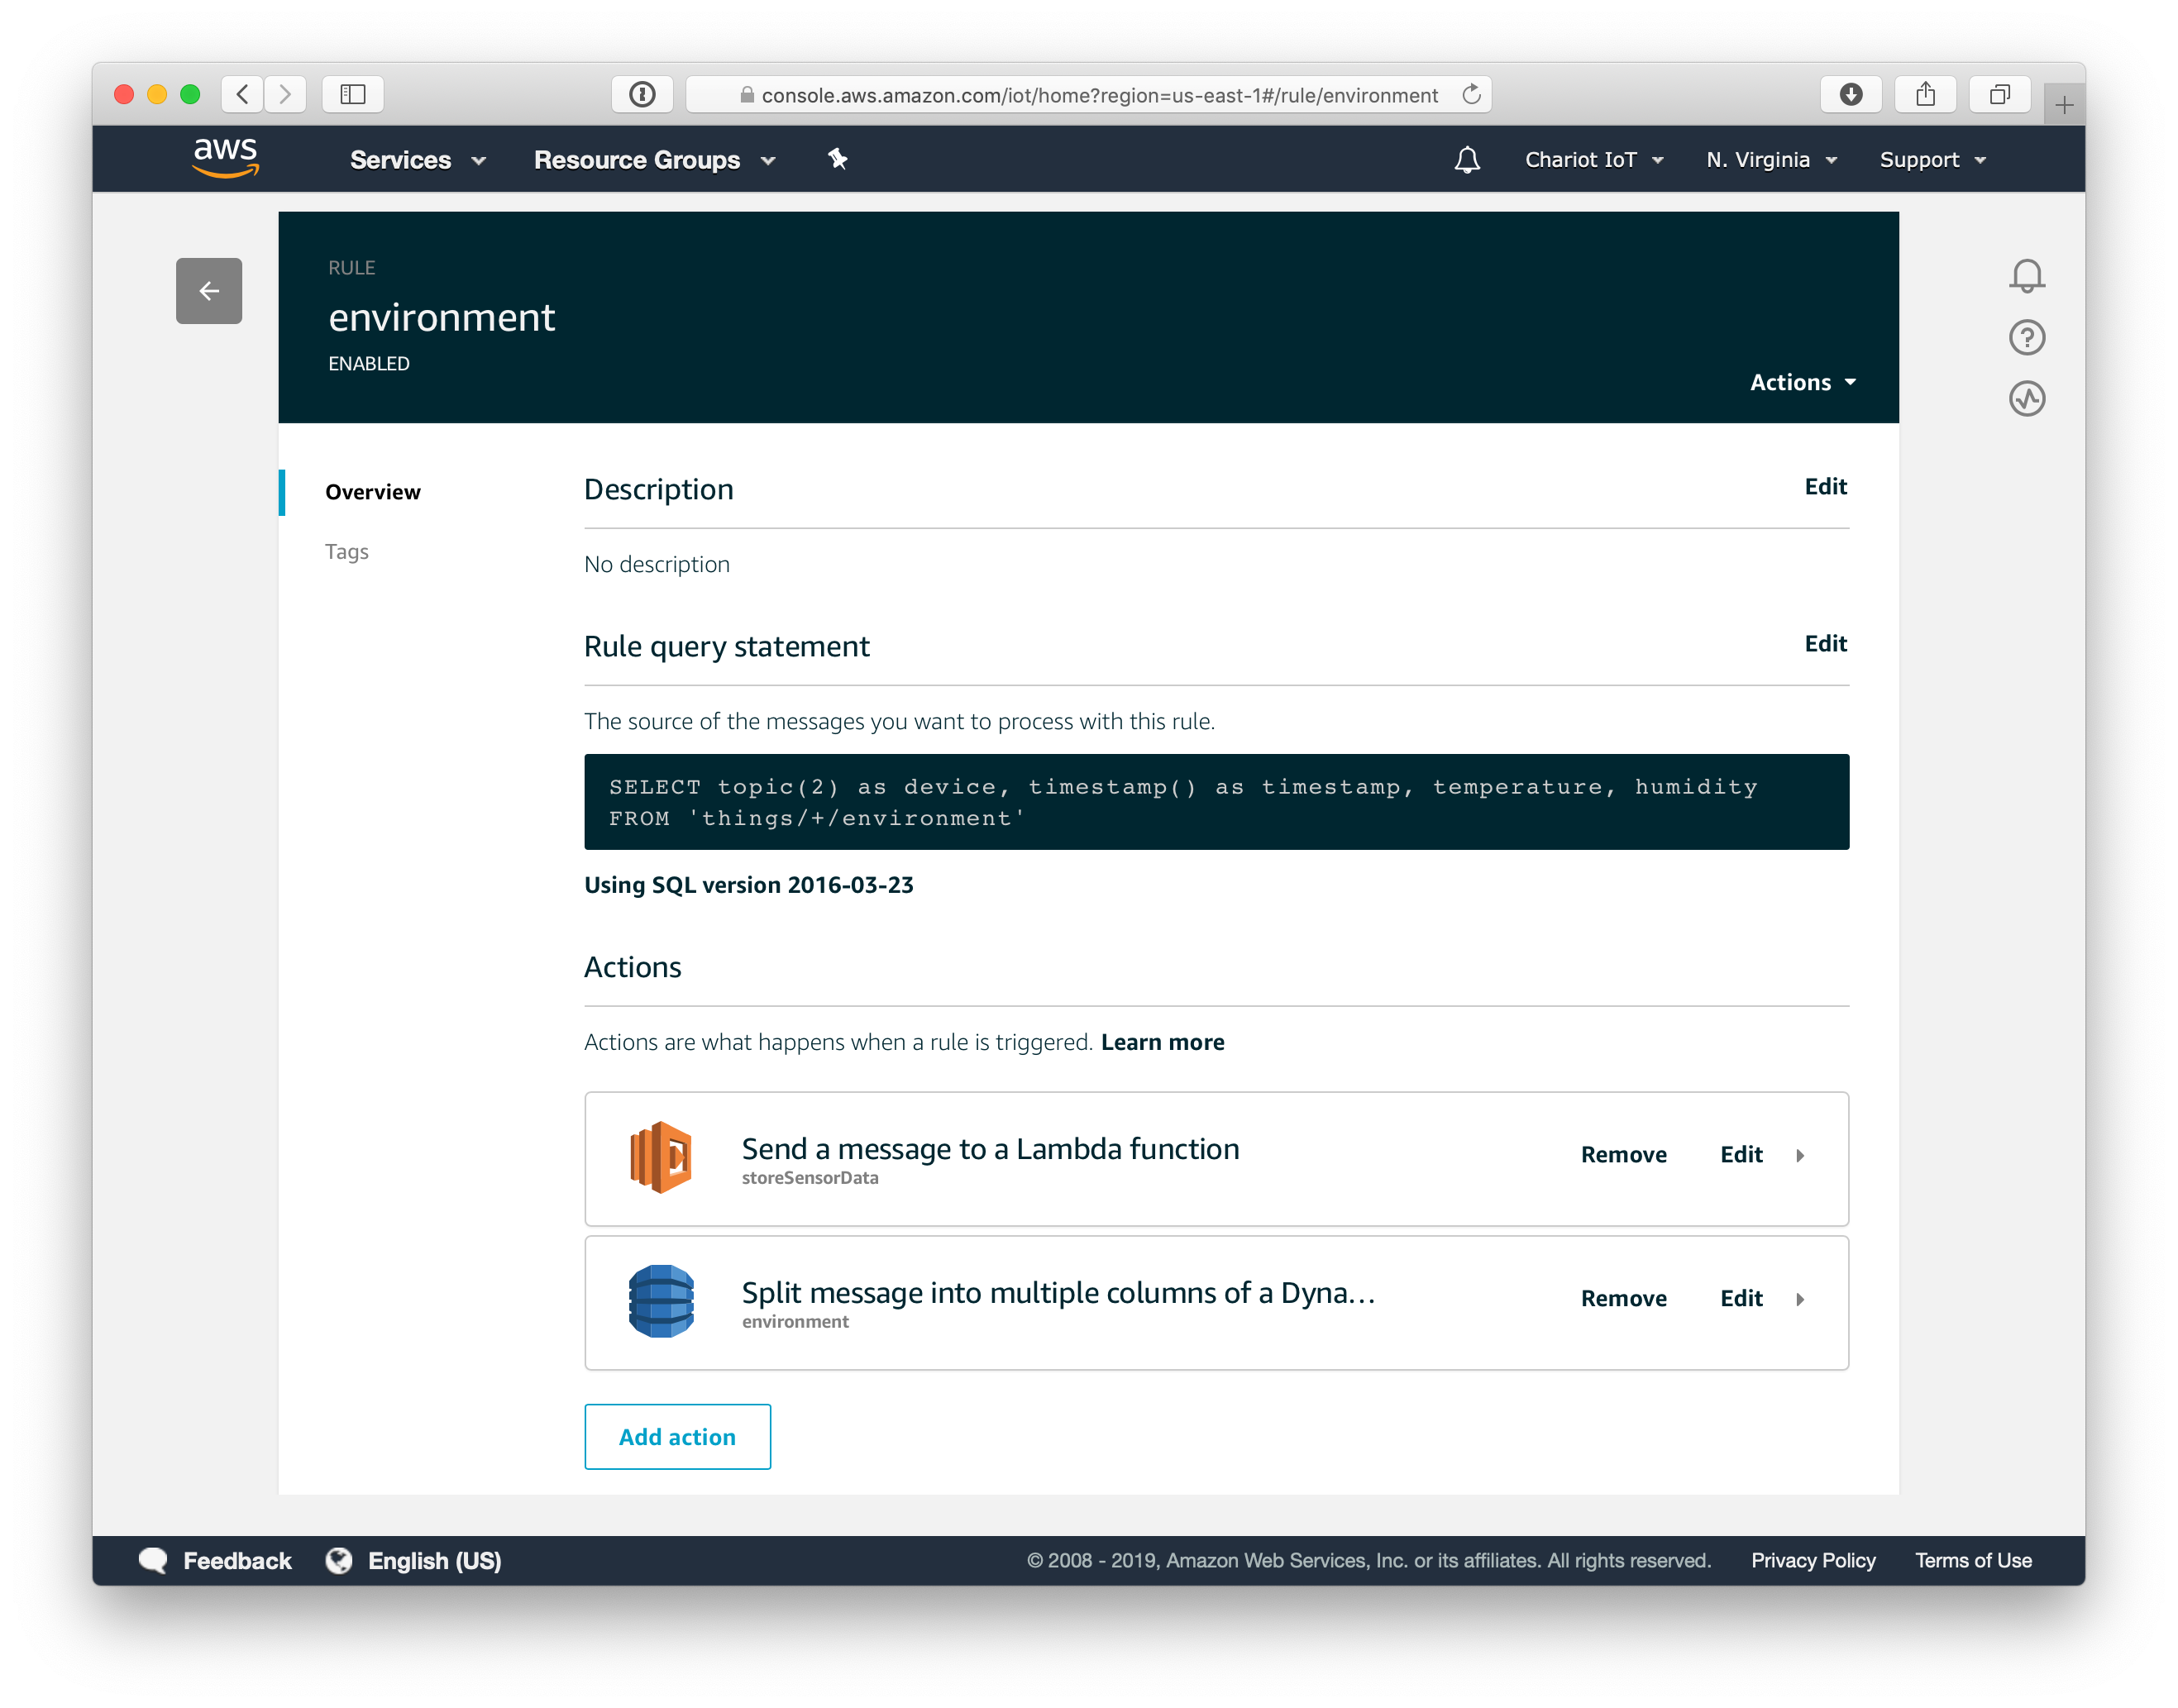 console.aws.amazon.com/iot/home?region=us-east-1#/rule/environment
aws
Services
Resource Groups
Chariot IoT
N. Virginia
Support
RULE
environment
ENABLED
Actions
Overview
Tags
Description
Edit
No description
Rule query statement
Edit
The source of the messages you want to process with this rule.
SELECT topic(2) as device, timestamp() as timestamp, temperature, humidity
FROM 'things/+/environment'
Using SQL version 2016-03-23
Actions
Actions are what happens when a rule is triggered. Learn more
Send a message to a Lambda function
storeSensorData
Remove
Edit
Split message into multiple columns of a Dyna...
environment
Remove
Edit
Add action
Feedback
English (US)
© 2008 - 2019, Amazon Web Services, Inc. or its affiliates. All rights reserved.
Privacy Policy
Terms of Use